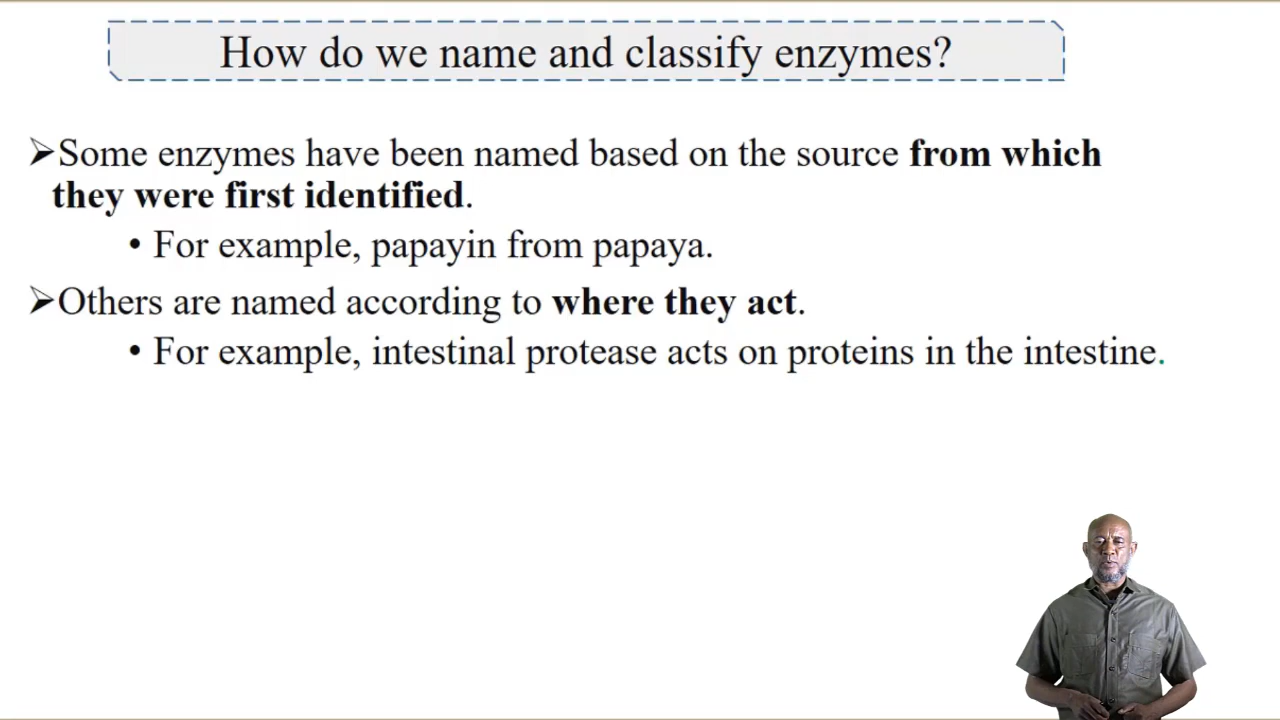 How do we name and classify enzymes?
➤Some enzymes have been named based on the source from which
they were first identified.
• For example, papayin from papaya.
➤Others are named according to where they act.
• For example, intestinal protease acts on proteins in the intestine.